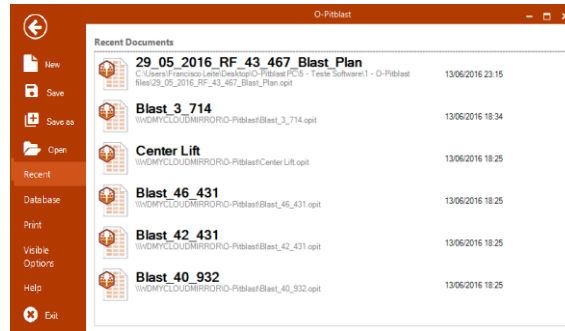 O-Pitblast
Recent Documents
New
Save
Save as
Open
Recent
Database
Print
Visible
Options
Help
Exit
29_05_2016_RF_43_467_Blast_Plan
C:\Users\Francisco Leite\Desktop\O-Pitblast PC\5 - Teste Software\1 - O-Pitblast
files\29_05_2016_RF_43_467_Blast_Plan.opit
13/06/2016 23:15
Blast_3_714
\\WDMYCLOUDMIRROR\O-Pitblast\Blast_3_714.opit
13/06/2016 18:34
Center Lift
\\WDMYCLOUDMIRROR\O-Pitblast\Center Lift.opit
13/06/2016 18:25
Blast_46_431
\\WDMYCLOUDMIRROR\O-Pitblast\Blast_46_431.opit
13/06/2016 18:25
Blast_42_431
\\WDMYCLOUDMIRROR\O-Pitblast\Blast_42_431.opit
13/06/2016 18:25
Blast_40_932
\\WDMYCLOUDMIRROR\O-Pitblast\Blast_40_932.opit
13/06/2016 18:25